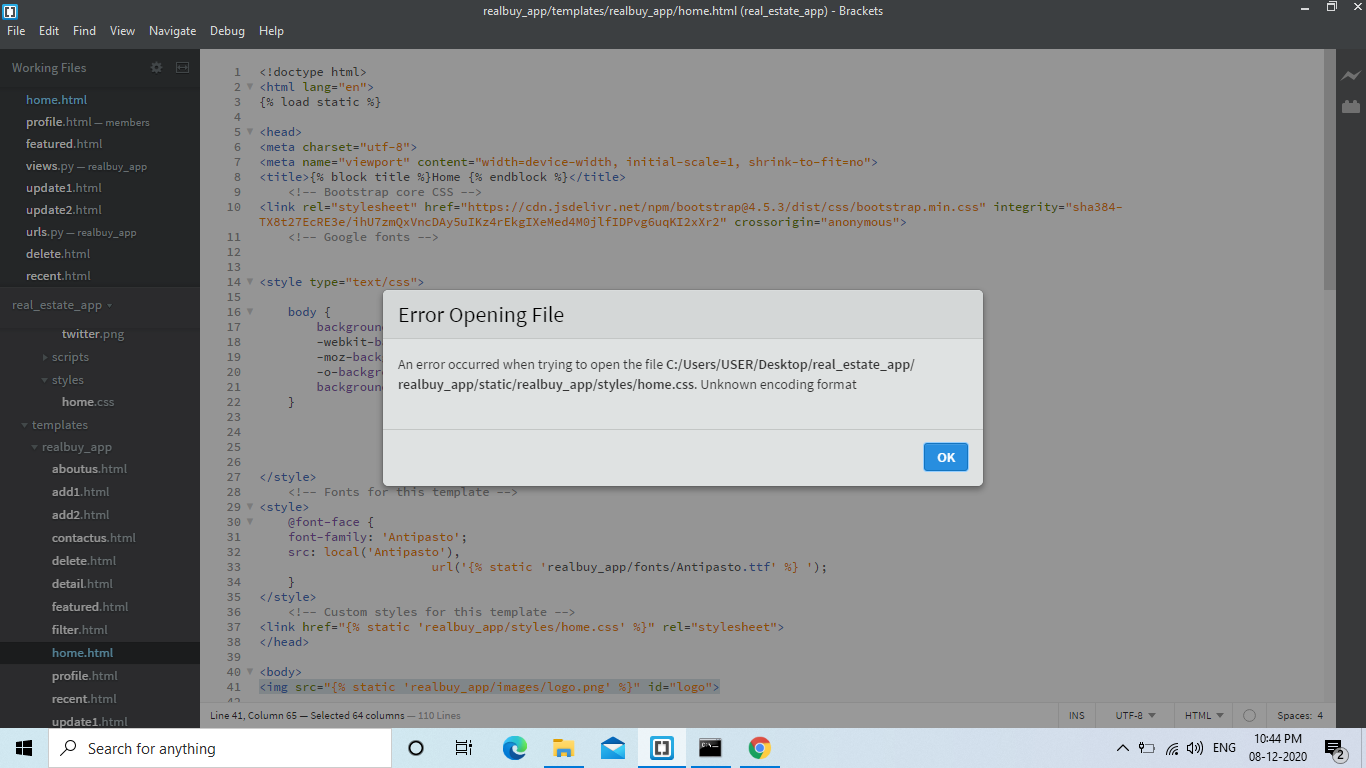 realbuy_app/templates/realbuy_app/home.html (real_estate_app) - Brackets
File Edit Find View Navigate Debug Help
Working Files
home.html
profile.html — members
featured.html
views.py — realbuy_app
update1.html
update2.html
urls.py — realbuy_app
delete.html
recent.html
real_estate_app
twitter.png
scripts
styles
home.css
templates
realbuy_app
aboutus.html
add1.html
add2.html
contactus.html
delete.html
detail.html
featured.html
filter.html
home.html
profile.html
recent.html
update1.html
1 <!doctype html>
2 <html lang="en">
3 {% load static %}
4
5 <head>
6 <meta charset="utf-8">
7 <meta name="viewport" content="width=device-width, initial-scale=1, shrink-to-fit=no">
8 <title>{% block title %}Home {% endblock %}</title>
9 <!-- Bootstrap core CSS -->
10 <link rel="stylesheet" href="https://cdn.jsdelivr.net/npm/bootstrap@4.5.3/dist/css/bootstrap.min.css" integrity="sha384-
TX8t27EcRE3e/ihU7zmQxVncDAy5uIKz4rEkgIXeMed4M0jlfIDPvg6uqKI2xXr2" crossorigin="anonymous">
11 <!-- Google fonts -->
12
13
14 <style type="text/css">
15
16 body {
17 background
18 -webkit-b
19 -moz-back
20 -o-backgr
21 background
22 }
23
24
25
26
27 </style>
28 <!-- Fonts for this template -->
29 <style>
30 @font-face {
31 font-family: 'Antipasto';
32 src: local('Antipasto'),
33 url('{% static 'realbuy_app/fonts/Antipasto.ttf' %} ');
34 }
35 </style>
36 <!-- Custom styles for this template -->
37 <link href="{% static 'realbuy_app/styles/home.css' %}" rel="stylesheet">
38 </head>
39
40 <body>
41 <img src="{% static 'realbuy_app/images/logo.png' %}" id="logo">
Error Opening File
An error occurred when trying to open the file C:/Users/USER/Desktop/real_estate_app/
realbuy_app/static/realbuy_app/styles/home.css. Unknown encoding format
OK
Line 41, Column 65 — Selected 64 columns — 110 Lines
INS UTF-8 HTML Spaces: 4
Search for anything
ENG
10:44 PM
08-12-2020
2